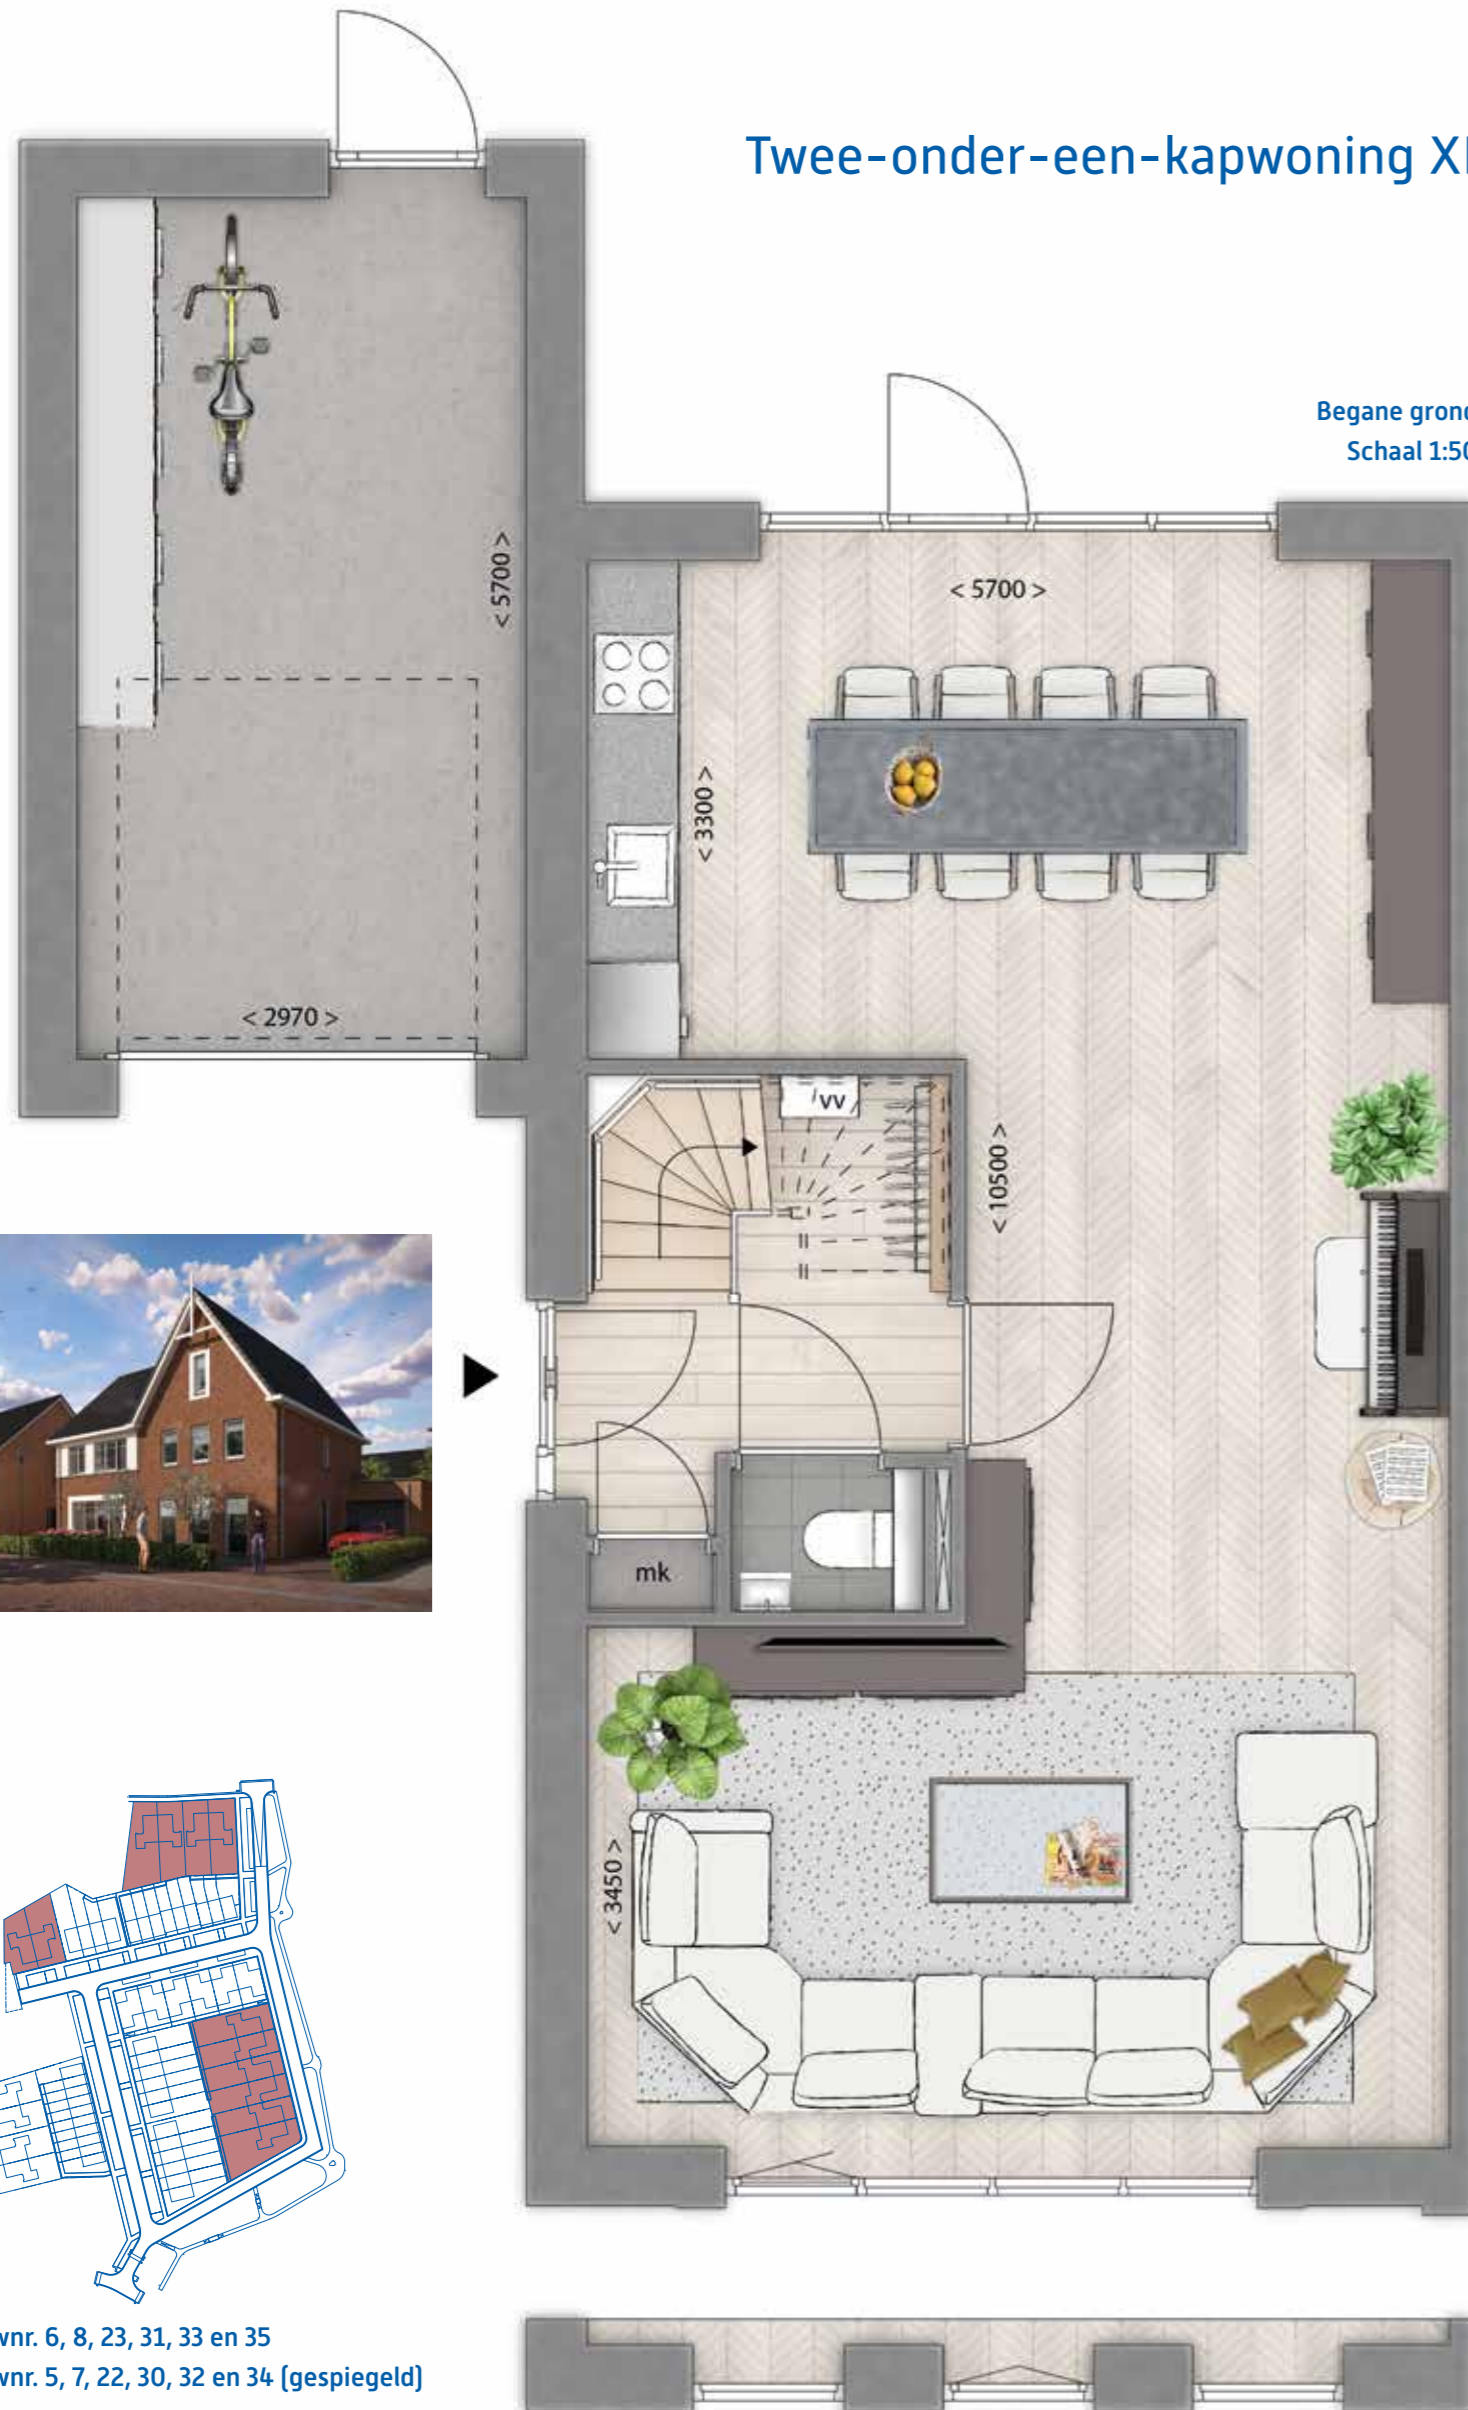 Twee-onder-een-kapwoning XL
Begane grond
Schaal 1:50
< 5700 >
< 5700 >
< 3300 >
< 2970 >
vv
< 10500 >
mk
< 3450 >
wnr. 6, 8, 23, 31, 33 en 35
wnr. 5, 7, 22, 30, 32 en 34 (gespiegeld)